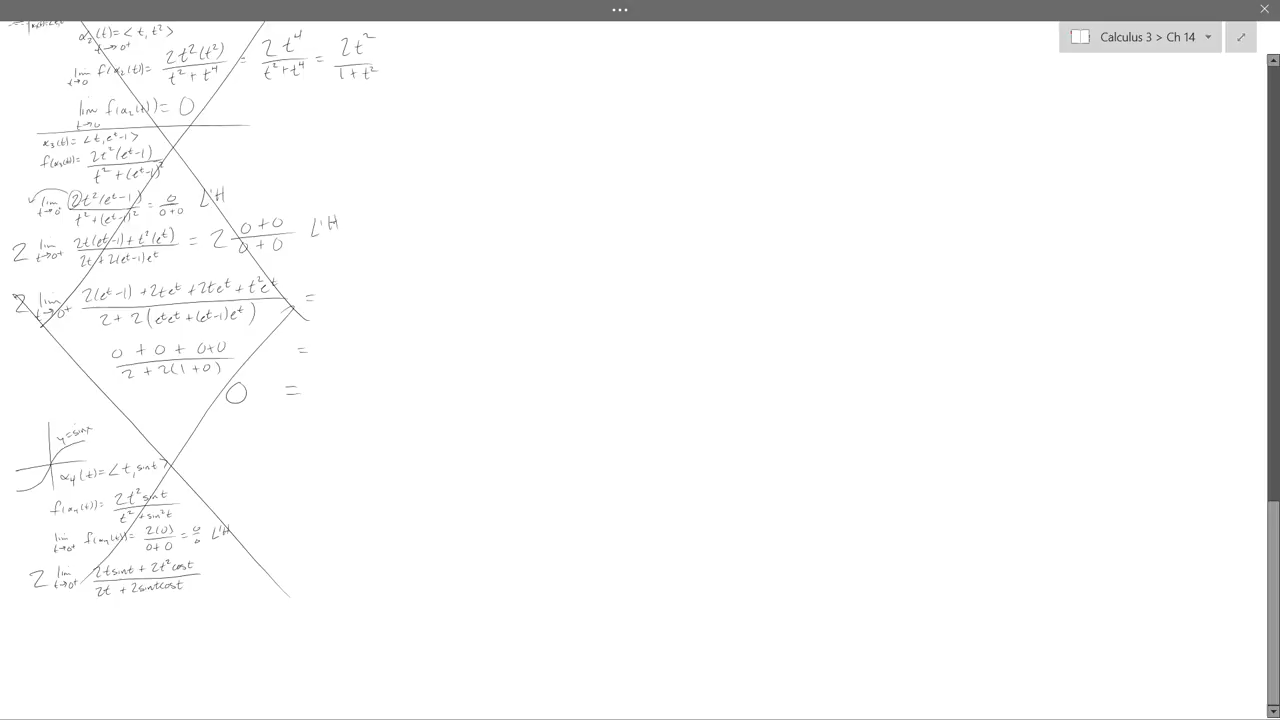 Calculus 3 > Ch 14
α₂(t) = < t, t² >
t→0⁺
lim t→0 f(α₂(t)) = 2t²(t²)/(t² + t⁴) = 2t⁴/(t² + t⁴) = 2t²/(1 + t²)
lim t→0 f(α₂(t)) = 0
α₃(t) = < t, eᵗ-1 >
f(α₃(t)) = 2t²(eᵗ-1)/(t² + (eᵗ-1)²)
lim t→0⁺ 2t²(eᵗ-1)/(t² + (eᵗ-1)²) = 0/(0+0) L'H
2 lim t→0⁺ (2t(eᵗ-1) + t²(eᵗ))/(2t + 2(eᵗ-1)eᵗ) = 2 (0+0)/(0+0) L'H
2 lim t→0⁺ (2(eᵗ-1) + 2teᵗ + 2teᵗ + t²eᵗ)/(2 + 2(eᵗeᵗ + (eᵗ-1)eᵗ)) =
(0 + 0 + 0+0)/(2 + 2(1+0)) =
0 =
y = sinx
α₄(t) = < t, sint >
f(α₄(t)) = 2t² sint/(t² + sin²t)
lim t→0⁺ f(α₄(t)) = 2(0)/(0+0) = 0/0 L'H
2 lim t→0⁺ (2tsint + 2t²cost)/(2t + 2sintcost)